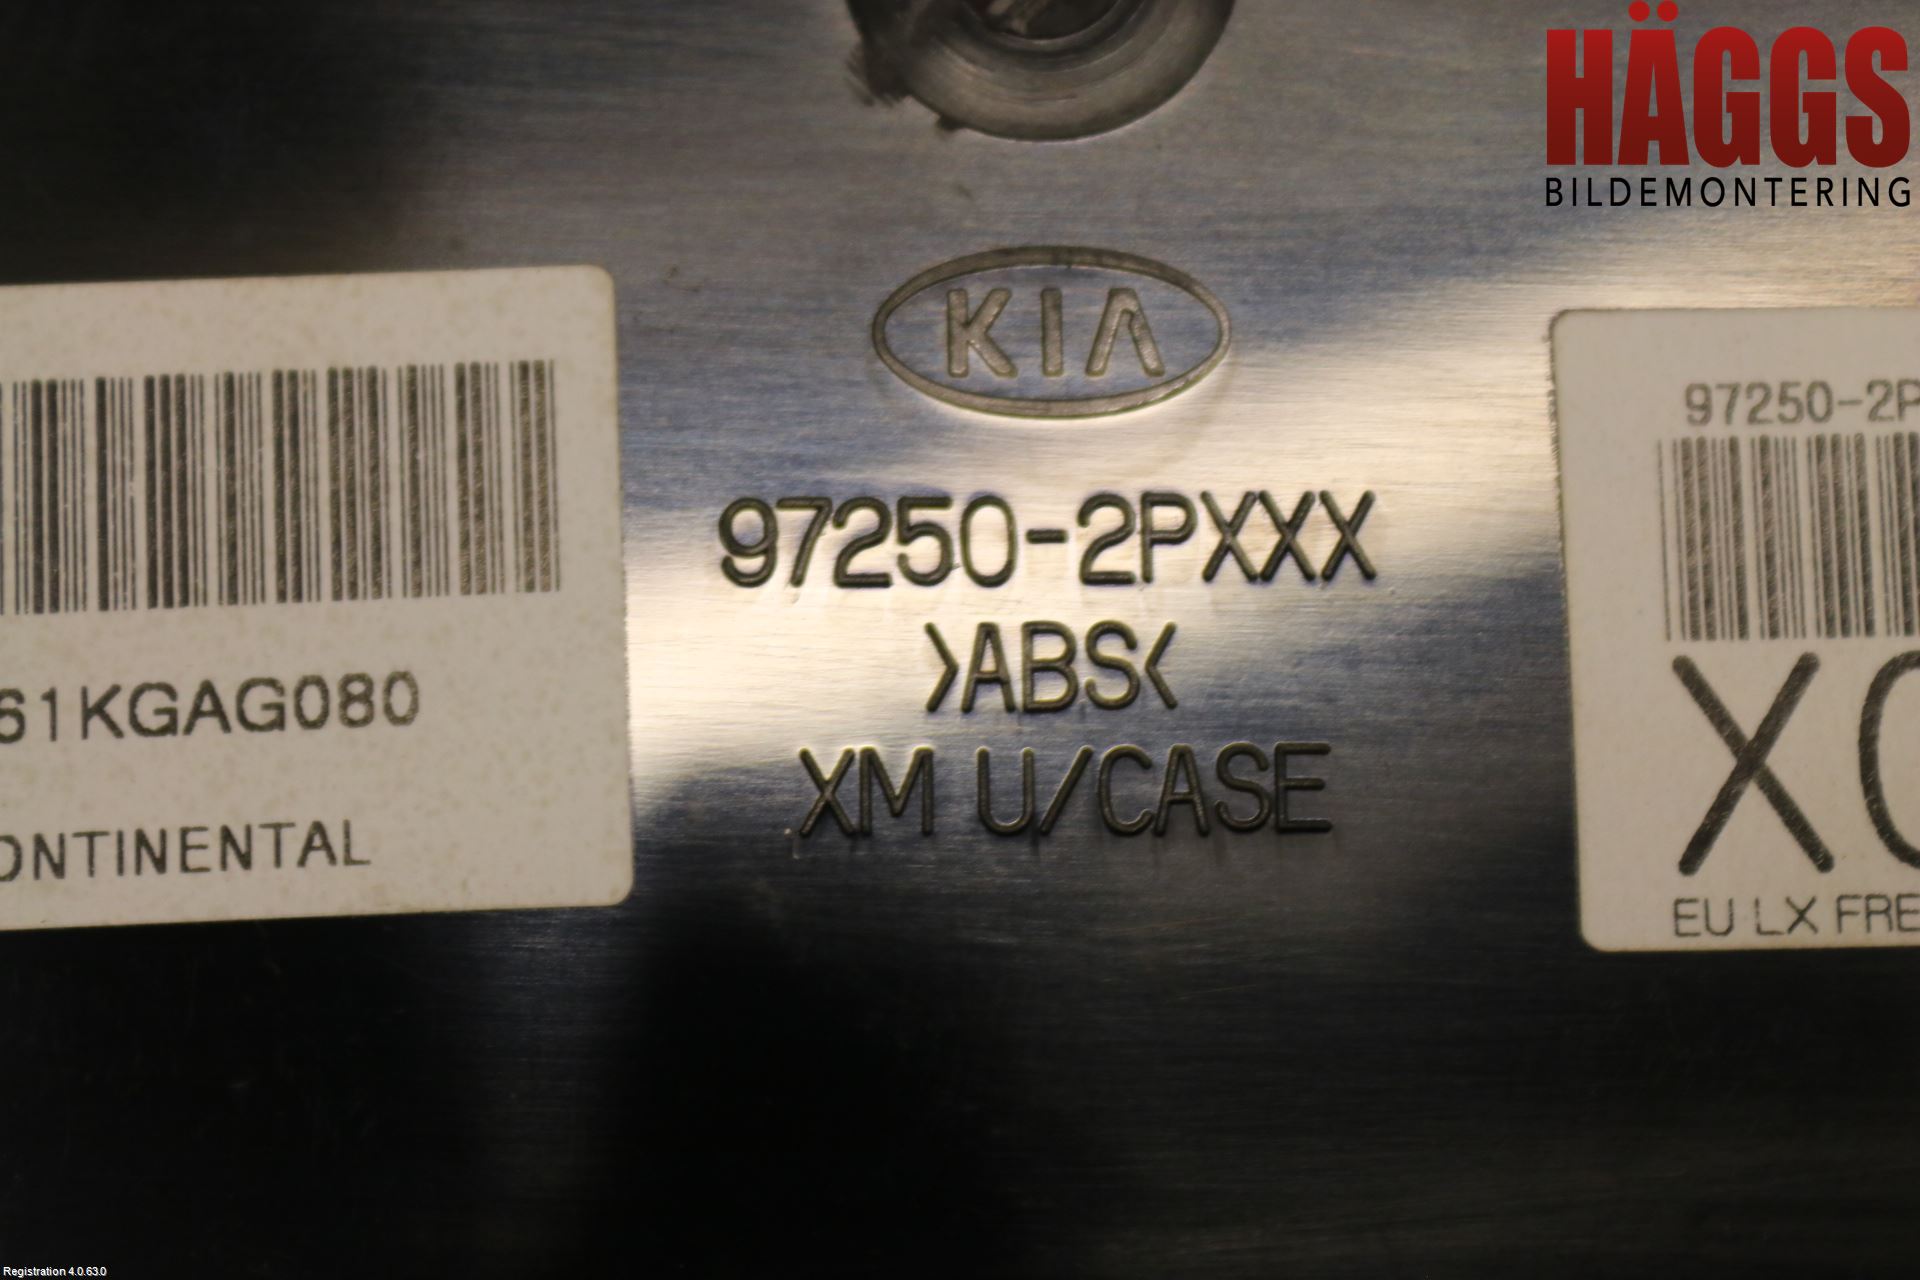 HÄGGS
BILDEMONTERING
KIA
97250-2PXXX
>ABS<
XM U/CASE
61KGAG080
ONTINENTAL
97250-2P
X
EU LX FRE
Registration 4.0.63.0